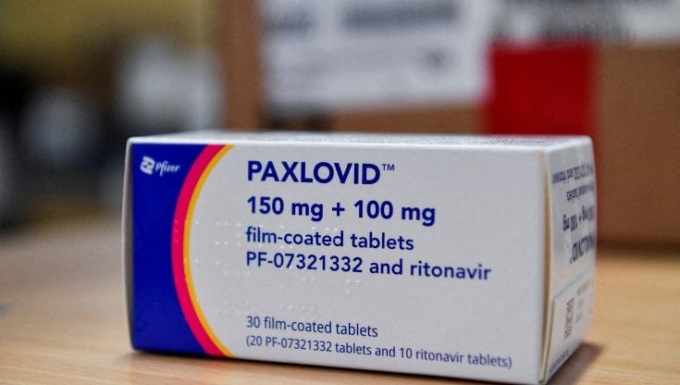 Pfizer
PAXLOVID™
150 mg + 100 mg
film-coated tablets
PF-07321332 and ritonavir
30 film-coated tablets
(20 PF-07321332 tablets and 10 ritonavir tablets)